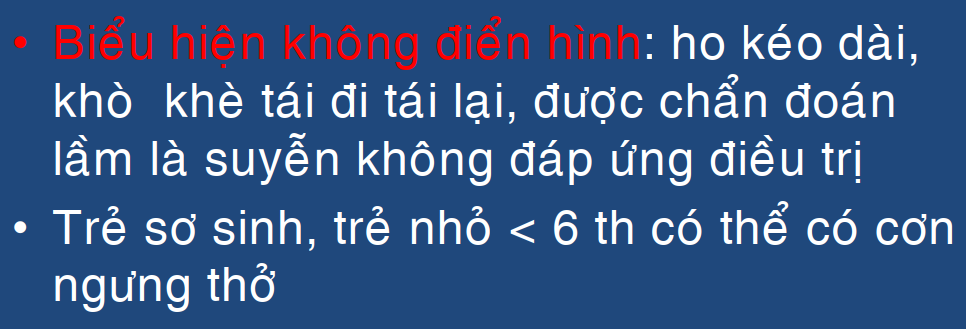 • Biểu hiện không điển hình: ho kéo dài,
khò khè tái đi tái lại, được chẩn đoán
lầm là suyễn không đáp ứng điều trị
• Trẻ sơ sinh, trẻ nhỏ < 6 th có thể có cơn
ngưng thở